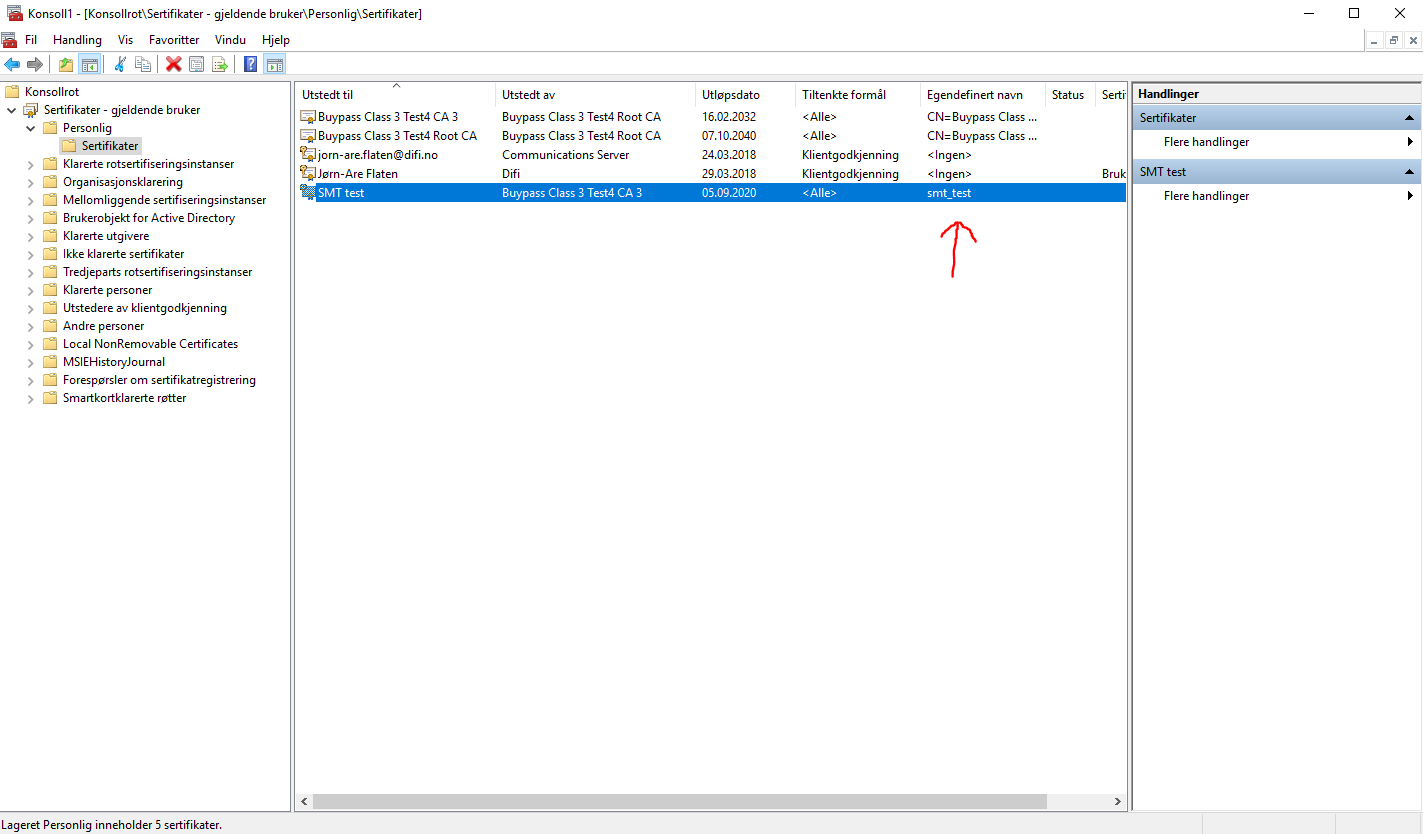 Konsoll1 - [Konsollrot\Sertifikater - gjeldende bruker\Personlig\Sertifikater]
Fil Handling Vis Favoritter Vindu Hjelp
Konsollrot
Sertifikater - gjeldende bruker
Personlig
Sertifikater
Klarerte rotsertifiseringsinstanser
Organisasjonsklarering
Mellomliggende sertifiseringsinstanser
Brukerobjekt for Active Directory
Klarerte utgivere
Ikke klarerte sertifikater
Tredjeparts rotsertifiseringsinstanser
Klarerte personer
Utstedere av klientgodkjenning
Andre personer
Local NonRemovable Certificates
MSIEHistoryJournal
Forespørsler om sertifikatregistrering
Smartkortklarerte røtter
Utstedt til Utstedt av Utløpsdato Tiltenkte formål Egendefinert navn Status Serti
Buypass Class 3 Test4 CA 3 Buypass Class 3 Test4 Root CA 16.02.2032 <Alle> CN=Buypass Class ...
Buypass Class 3 Test4 Root CA Buypass Class 3 Test4 Root CA 07.10.2040 <Alle> CN=Buypass Class ...
jorn-are.flaten@difi.no Communications Server 24.03.2018 Klientgodkjenning <Ingen>
Jørn-Are Flaten Difi 29.03.2018 Klientgodkjenning <Ingen> Bruk
SMT test Buypass Class 3 Test4 CA 3 05.09.2020 <Alle> smt_test
Handlinger
Sertifikater
Flere handlinger
SMT test
Flere handlinger
Lageret Personlig inneholder 5 sertifikater.